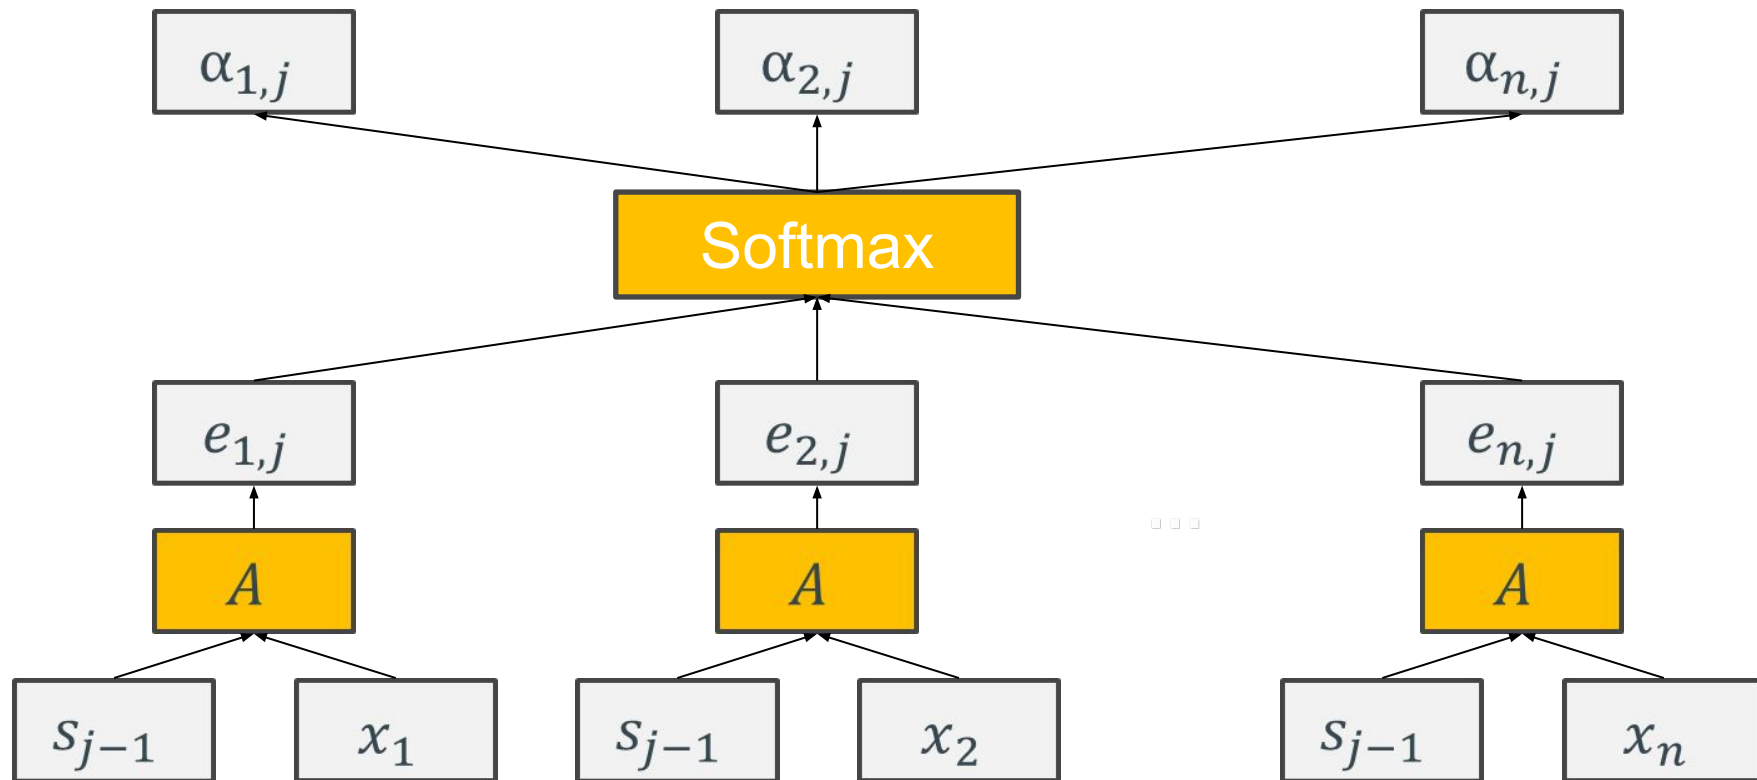 α₁,ⱼ α₂,ⱼ αₙ,ⱼ
Softmax
e₁,ⱼ e₂,ⱼ eₙ,ⱼ
...
A A A
sⱼ₋₁ x₁ sⱼ₋₁ x₂ sⱼ₋₁ xₙ